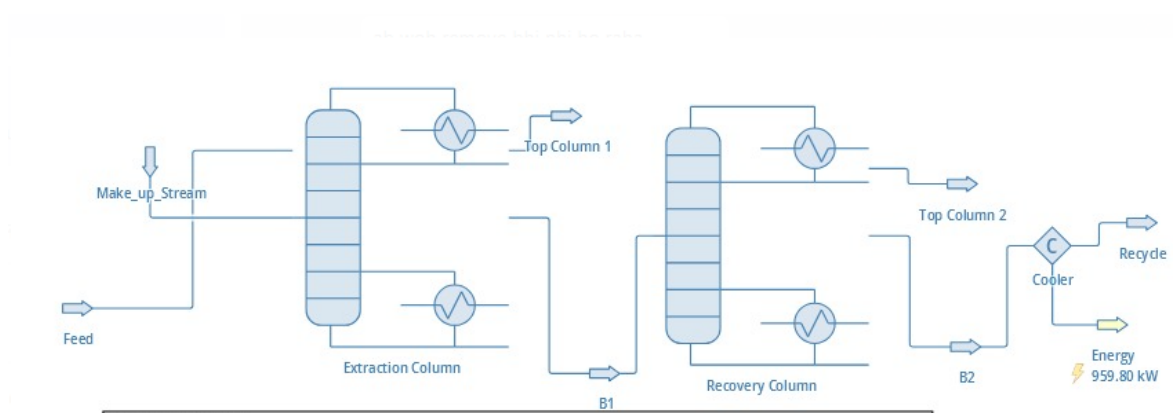 Top Column 1
Make_up_Stream
Top Column 2
Recycle
C
Cooler
Feed
Energy
959.80 kW
Extraction Column
Recovery Column
B2
B1